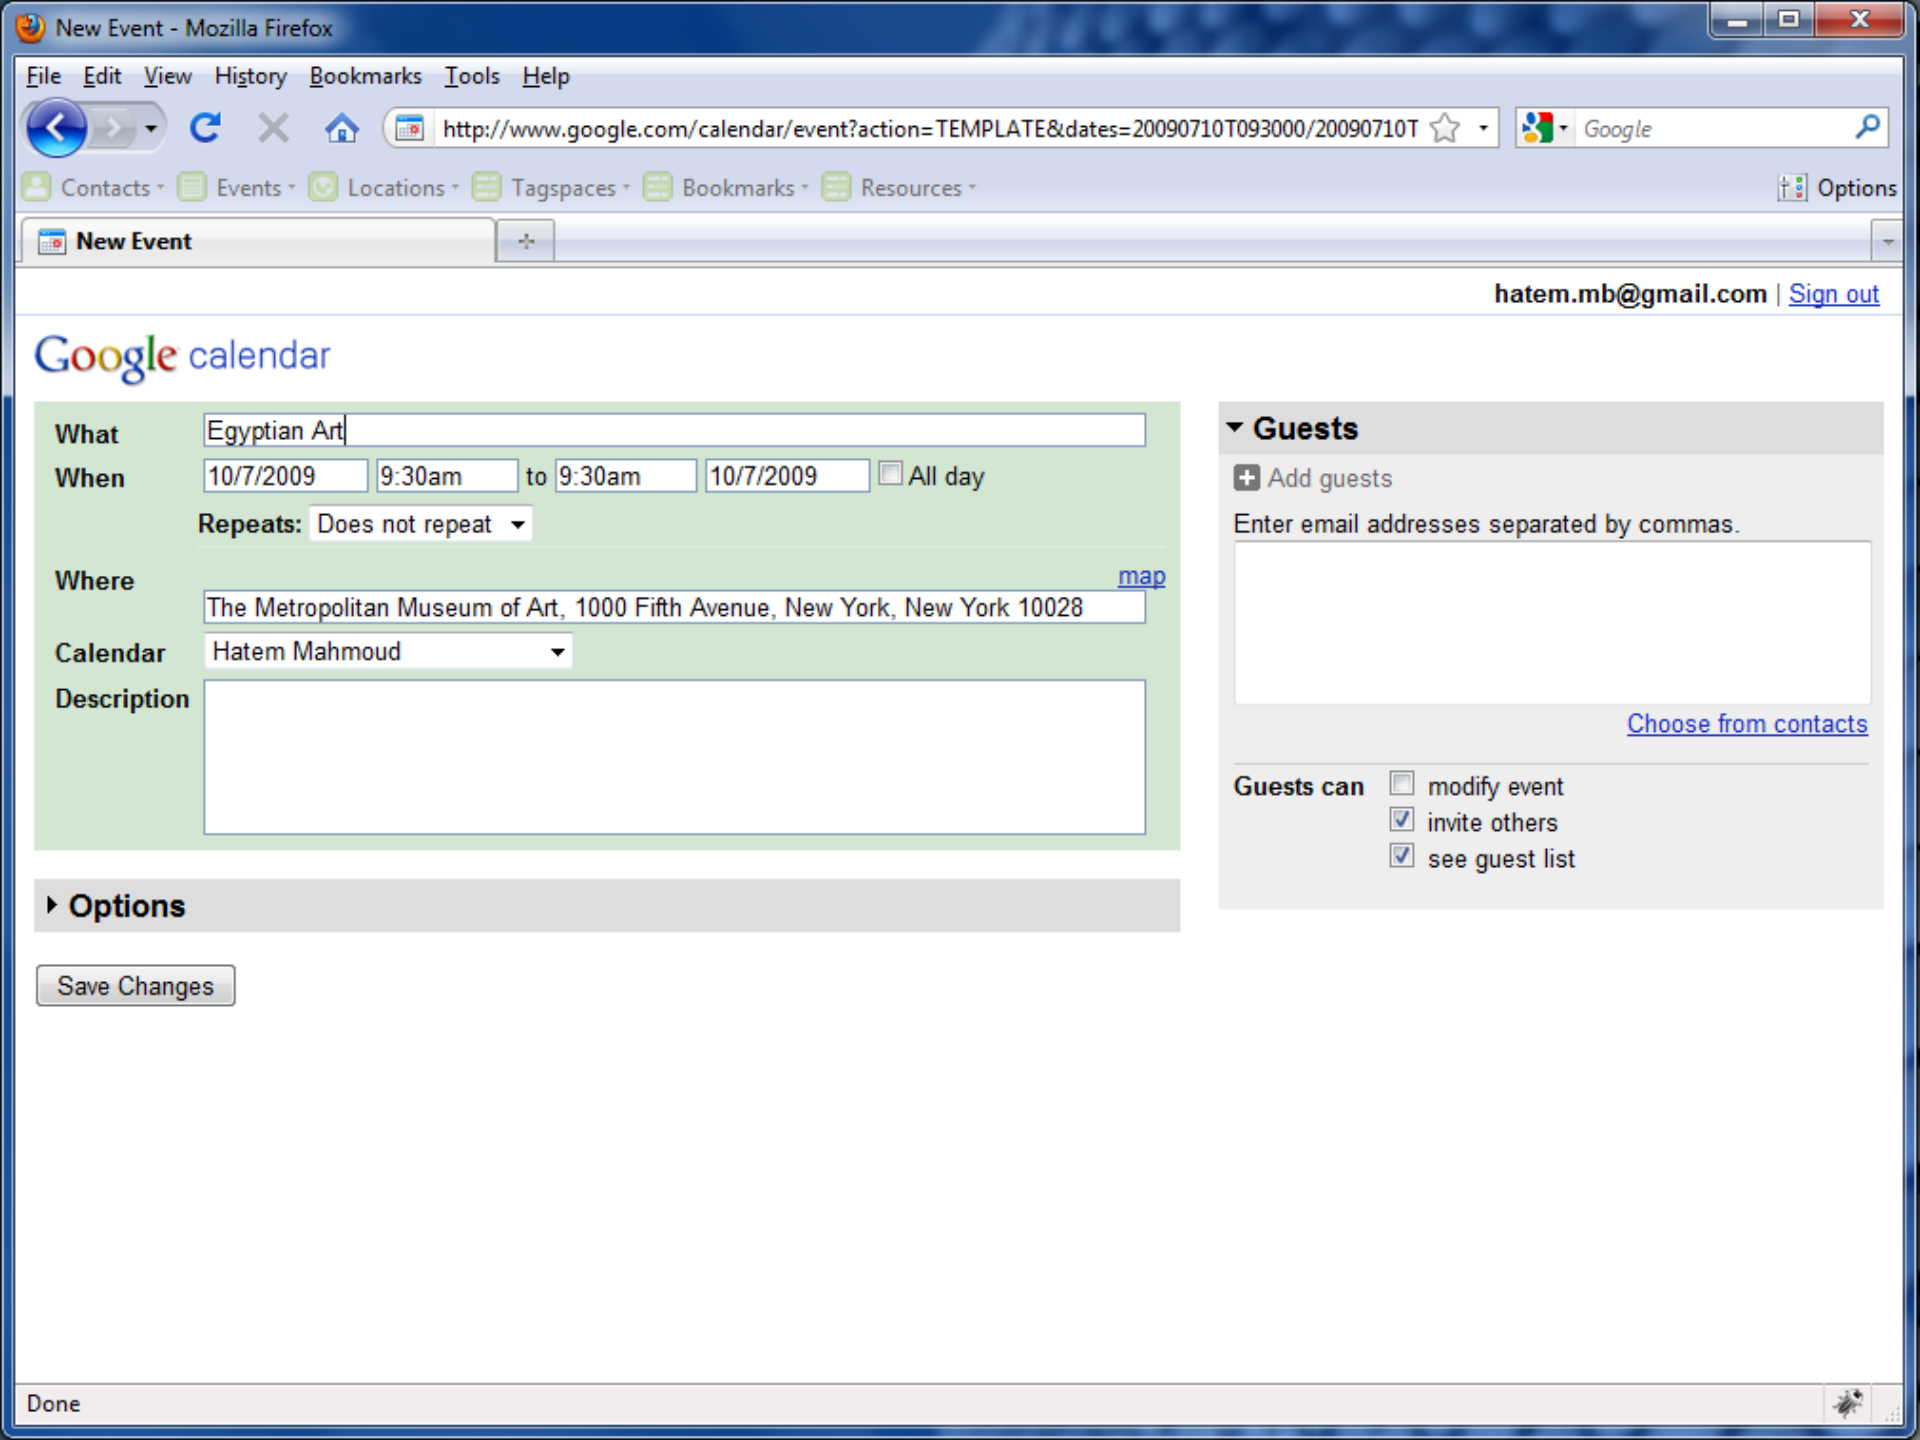 New Event - Mozilla Firefox
File Edit View History Bookmarks Tools Help
http://www.google.com/calendar/event?action=TEMPLATE&dates=20090710T093000/20090710T
Google
Contacts Events Locations Tagspaces Bookmarks Resources Options
New Event
hatem.mb@gmail.com | Sign out
Google calendar
What Egyptian Art
When 10/7/2009 9:30am to 9:30am 10/7/2009 All day
Repeats: Does not repeat
Where map
The Metropolitan Museum of Art, 1000 Fifth Avenue, New York, New York 10028
Calendar Hatem Mahmoud
Description
Options
Save Changes
Guests
Add guests
Enter email addresses separated by commas.
Choose from contacts
Guests can modify event
invite others
see guest list
Done